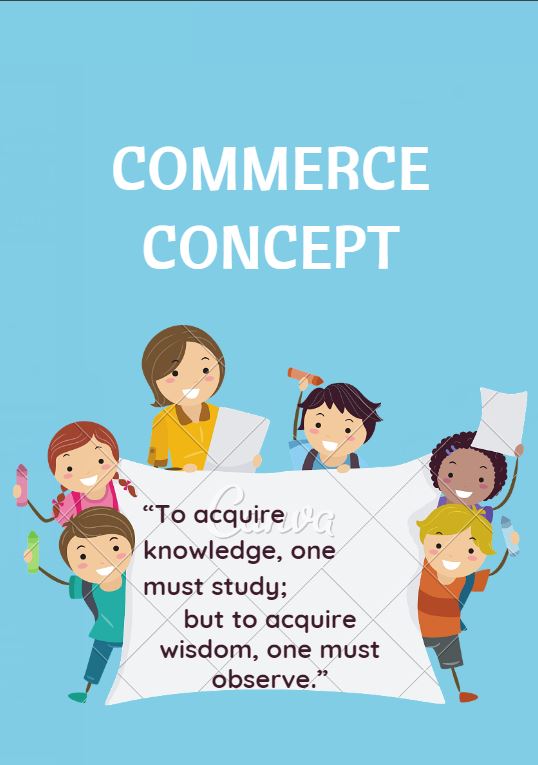 COMMERCE
CONCEPT
Canva
“To acquire
knowledge, one
must study;
but to acquire
wisdom, one must
observe.”